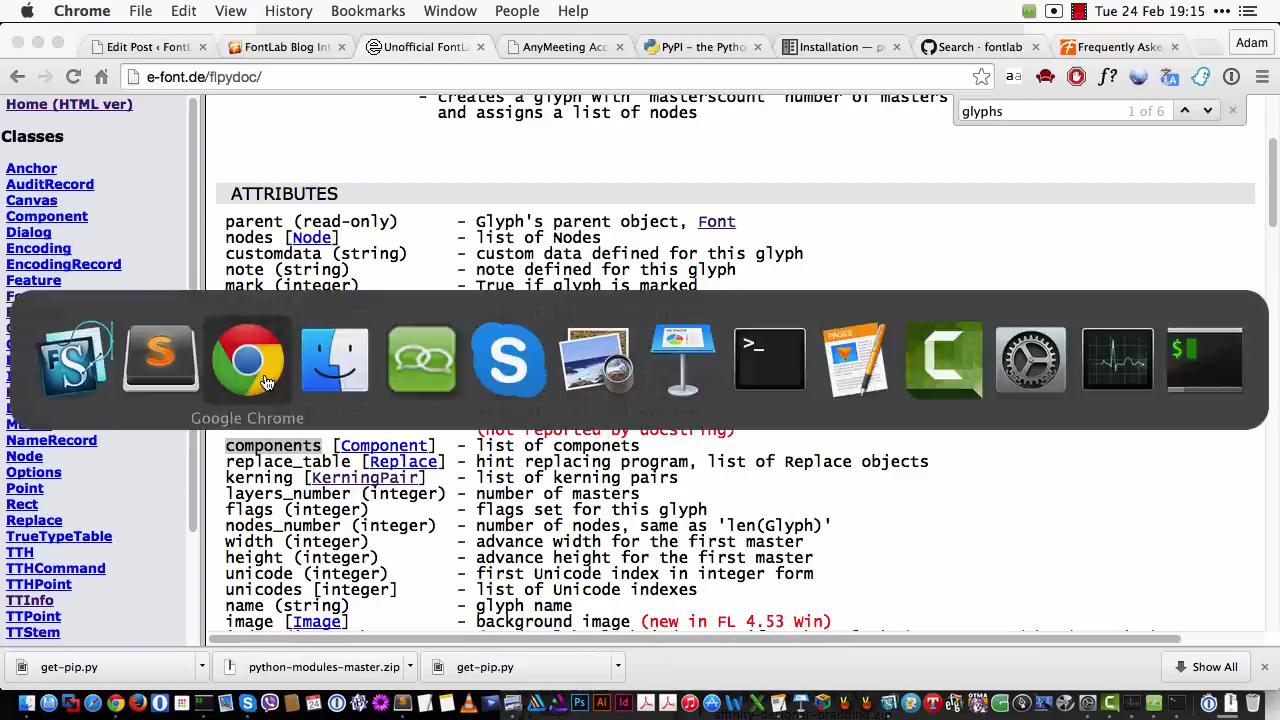 Chrome File Edit View History Bookmarks Window People Help Tue 24 Feb 19:15
Edit Post ‹ FontL
FontLab Blog Int
Unofficial FontLa
AnyMeeting Acc
PyPI – the Pytho
Installation — p
Search · fontlab
Frequently Aske
Adam
e-font.de/flpydoc/
glyphs 1 of 6
Home (HTML ver)
Classes
Anchor
AuditRecord
Canvas
Component
Dialog
Encoding
EncodingRecord
Feature
NameRecord
Node
Options
Point
Rect
Replace
TrueTypeTable
TTH
TTHCommand
TTHPoint
TTInfo
TTPoint
TTStem
- creates a glyph with 'masterscount' number of masters
and assigns a list of nodes
ATTRIBUTES
parent (read-only) - Glyph's parent object, Font
nodes [Node] - list of Nodes
customdata (string) - custom data defined for this glyph
note (string) - note defined for this glyph
mark (integer) - True if glyph is marked
Google Chrome
(not reported by docstring)
components [Component] - list of componets
replace_table [Replace] - hint replacing program, list of Replace objects
kerning [KerningPair] - list of kerning pairs
layers_number (integer) - number of masters
flags (integer) - flags set for this glyph
nodes_number (integer) - number of nodes, same as 'len(Glyph)'
width (integer) - advance width for the first master
height (integer) - advance height for the first master
unicode (integer) - first Unicode index in integer form
unicodes [integer] - list of Unicode indexes
name (string) - glyph name
image [Image] - background image (new in FL 4.53 Win)
get-pip.py
python-modules-master.zip
get-pip.py
Show All
affinity-designer-branding.zip